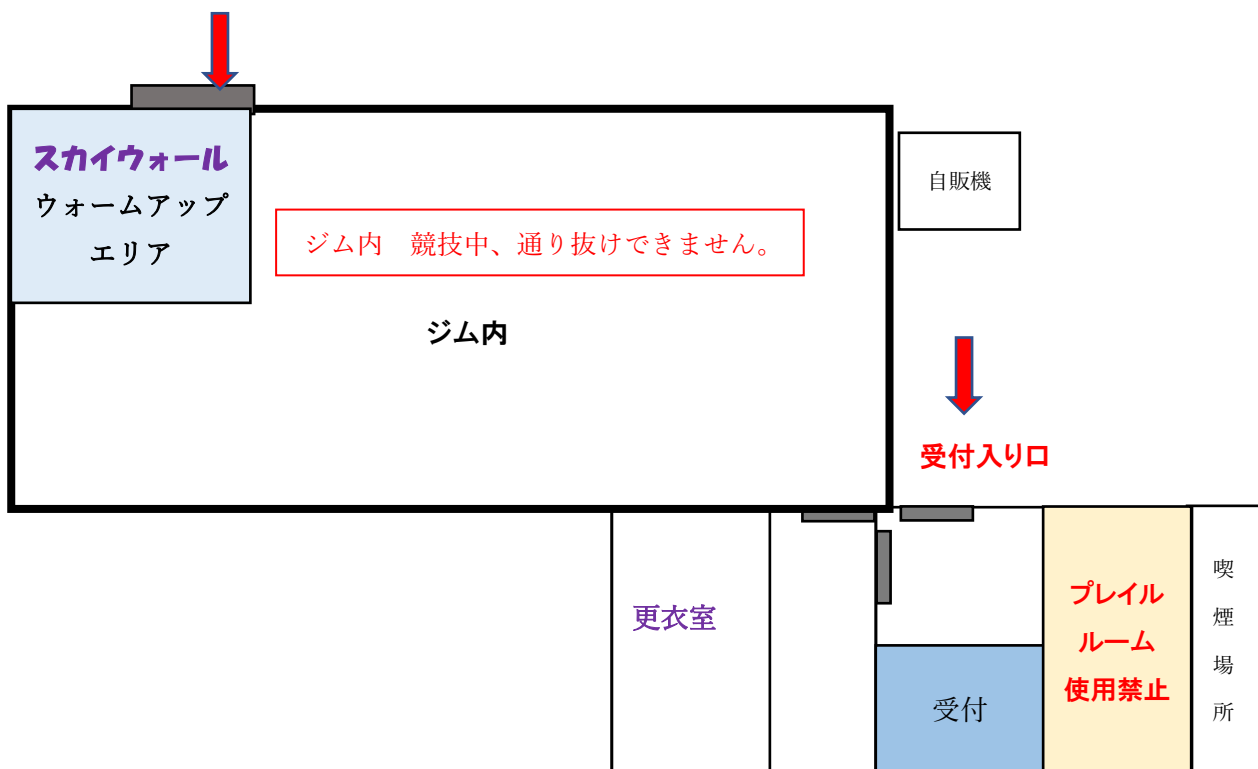 スカイウォール
ウォームアップ
エリア
自販機
ジム内　競技中、通り抜けできません。
ジム内
受付入り口
更衣室
プレイル
ルーム
使用禁止
受付
喫
煙
場
所